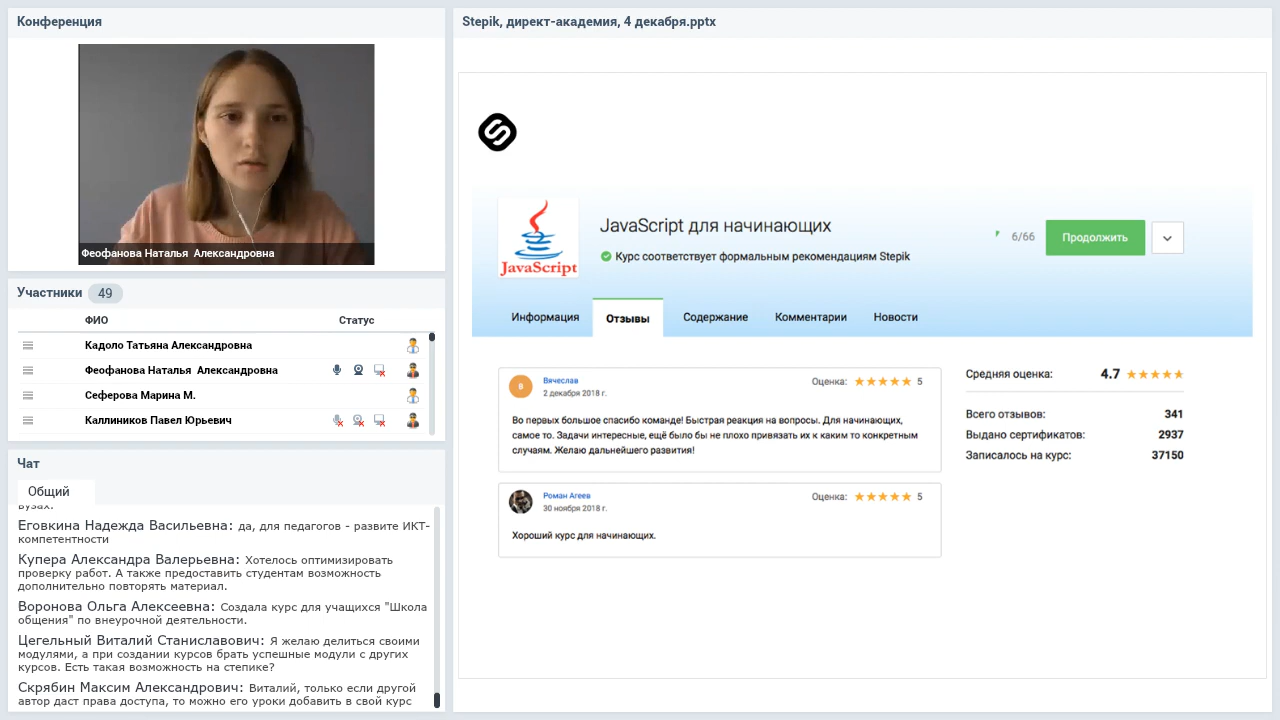 Конференция
Феофанова Наталья  Александровна
Участники 49
ФИО Статус
Кадоло Татьяна Александровна
Феофанова Наталья  Александровна
Сеферова Марина М.
Каллиников Павел Юрьевич
Чат
Общий
вузах.
Еговкина Надежда Васильевна: да, для педагогов - развите ИКТ-
компетентности
Купера Александра Валерьевна: Хотелось оптимизировать
проверку работ. А также предоставить студентам возможность
дополнительно повторять материал.
Воронова Ольга Алексеевна: Создала курс для учащихся "Школа
общения" по внеурочной деятельности.
Цегельный Виталий Станиславович: Я желаю делиться своими
модулями, а при создании курсов брать успешные модули с других
курсов. Есть такая возможность на степике?
Скрябин Максим Александрович: Виталий, только если другой
автор даст права доступа, то можно его уроки добавить в свой курс
Stepik, директ-академия, 4 декабря.pptx
JavaScript
JavaScript для начинающих
Курс соответствует формальным рекомендациям Stepik
6/66
Продолжить
Информация Отзывы Содержание Комментарии Новости
В
Вячеслав
2 декабря 2018 г.
Оценка: 5
Во первых большое спасибо команде! Быстрая реакция на вопросы. Для начинающих,
самое то. Задачи интересные, ещё было бы не плохо привязать их к каким то конкретным
случаям. Желаю дальнейшего развития!
Роман Агеев
30 ноября 2018 г.
Оценка: 5
Хороший курс для начинающих.
Средняя оценка: 4.7
Всего отзывов: 341
Выдано сертификатов: 2937
Записалось на курс: 37150